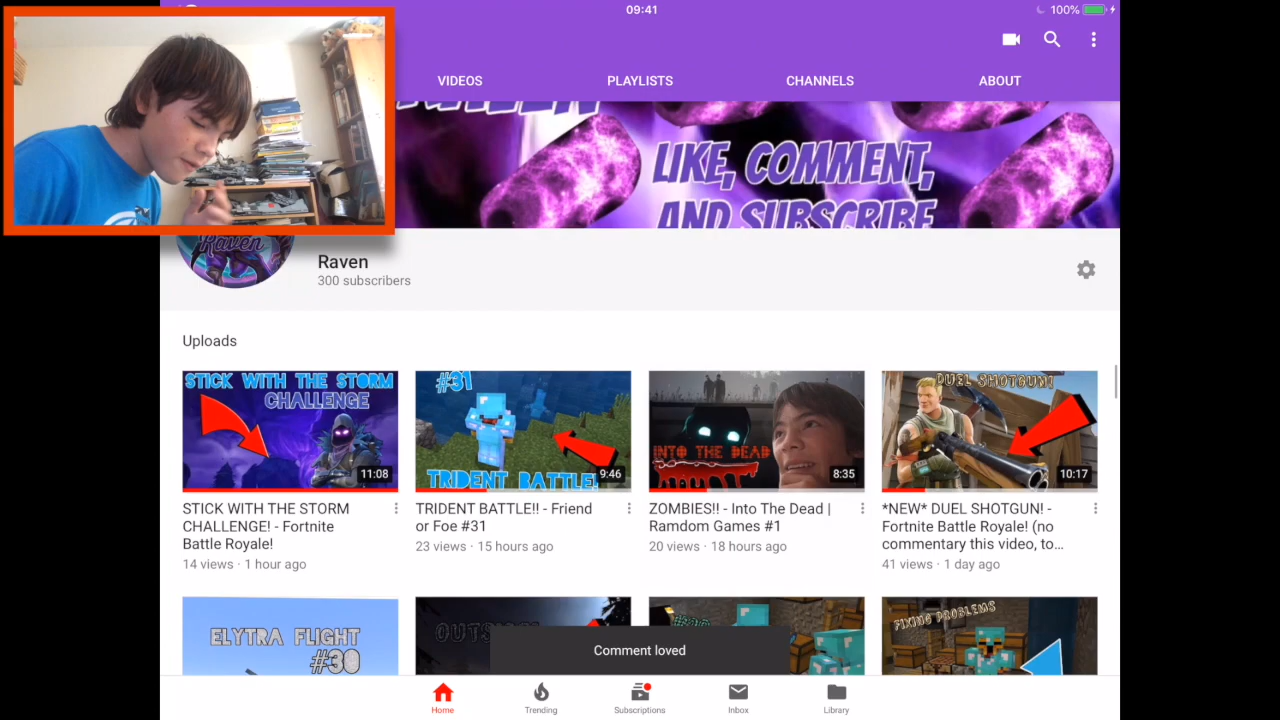 09:41
100%
VIDEOS
PLAYLISTS
CHANNELS
ABOUT
LIKE, COMMENT,
AND SUBSCRIBE
Raven
Raven
300 subscribers
Uploads
STICK WITH THE STORM
CHALLENGE
11:08
#31
TRIDENT BATTLE!
9:46
INTO THE DEAD
8:35
DUEL SHOTGUN!
10:17
STICK WITH THE STORM
CHALLENGE! - Fortnite
Battle Royale!
14 views · 1 hour ago
TRIDENT BATTLE!! - Friend
or Foe #31
23 views · 15 hours ago
ZOMBIES!! - Into The Dead |
Ramdom Games #1
20 views · 18 hours ago
*NEW* DUEL SHOTGUN! -
Fortnite Battle Royale! (no
commentary this video, to...
41 views · 1 day ago
ELYTRA FLIGHT
#30
FIXING PROBLEMS
Comment loved
Home
Trending
Subscriptions
Inbox
Library